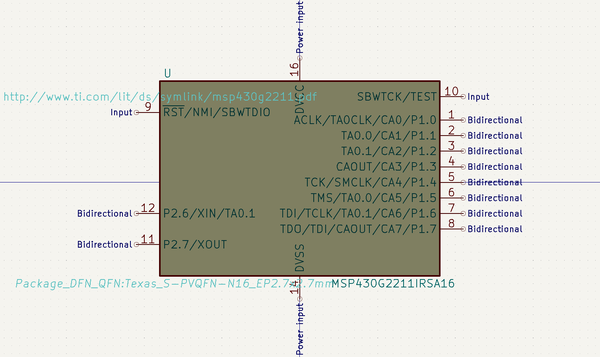 Power input
16
DVCC
U
http://www.ti.com/lit/ds/symlink/msp430g2211.pdf
Input 9 RST/NMI/SBWTDIO
SBWTCK/TEST 10 Input
ACLK/TA0CLK/CA0/P1.0 1 Bidirectional
TA0.0/CA1/P1.1 2 Bidirectional
TA0.1/CA2/P1.2 3 Bidirectional
CAOUT/CA3/P1.3 4 Bidirectional
TCK/SMCLK/CA4/P1.4 5 Bidirectional
TMS/TA0.0/CA5/P1.5 6 Bidirectional
Bidirectional 12 P2.6/XIN/TA0.1
TDI/TCLK/TA0.1/CA6/P1.6 7 Bidirectional
TDO/TDI/CAOUT/CA7/P1.7 8 Bidirectional
Bidirectional 11 P2.7/XOUT
DVSS
14
Package_DFN_QFN:Texas_S-PVQFN-N16_EP2.7x2.7mm
MSP430G2211IRSA16
Power input